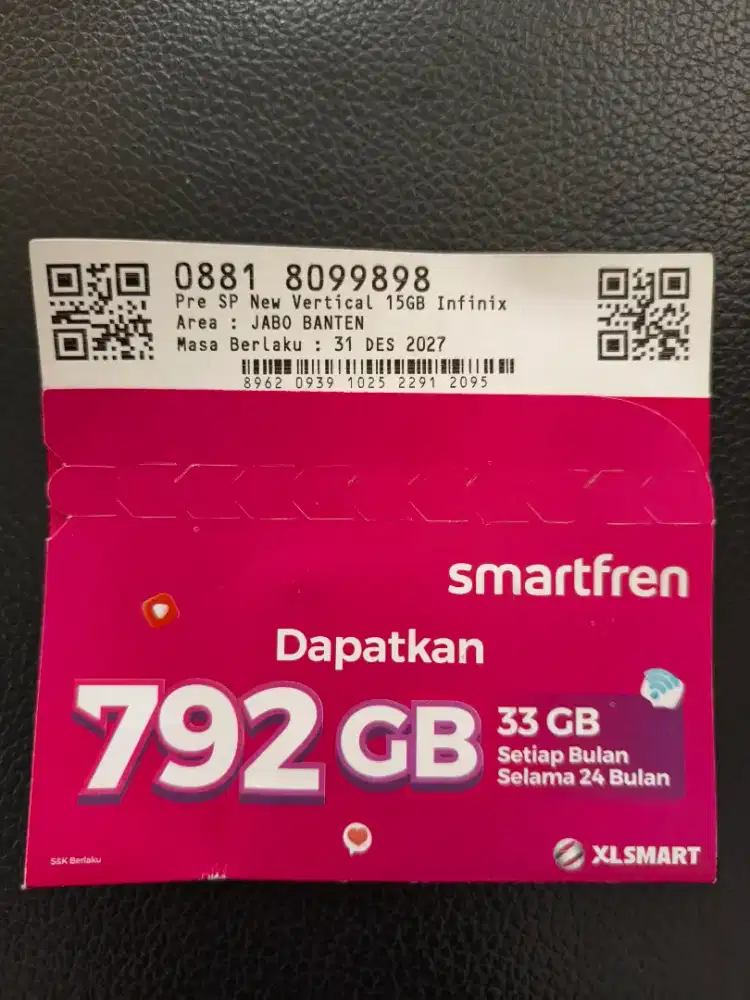 0881 8099898
Pre SP New Vertical 15GB Infinix
Area : JABO BANTEN
Masa Berlaku : 31 DES 2027
8962 0939 1025 2291 2095
smartfren
Dapatkan
792 GB
33 GB
Setiap Bulan
Selama 24 Bulan
S&K Berlaku
XLSMART